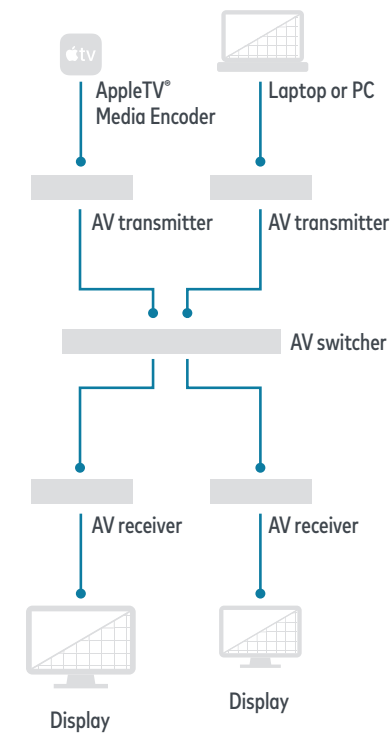 tv
AppleTV®
Media Encoder
Laptop or PC
AV transmitter
AV transmitter
AV switcher
AV receiver
AV receiver
Display
Display